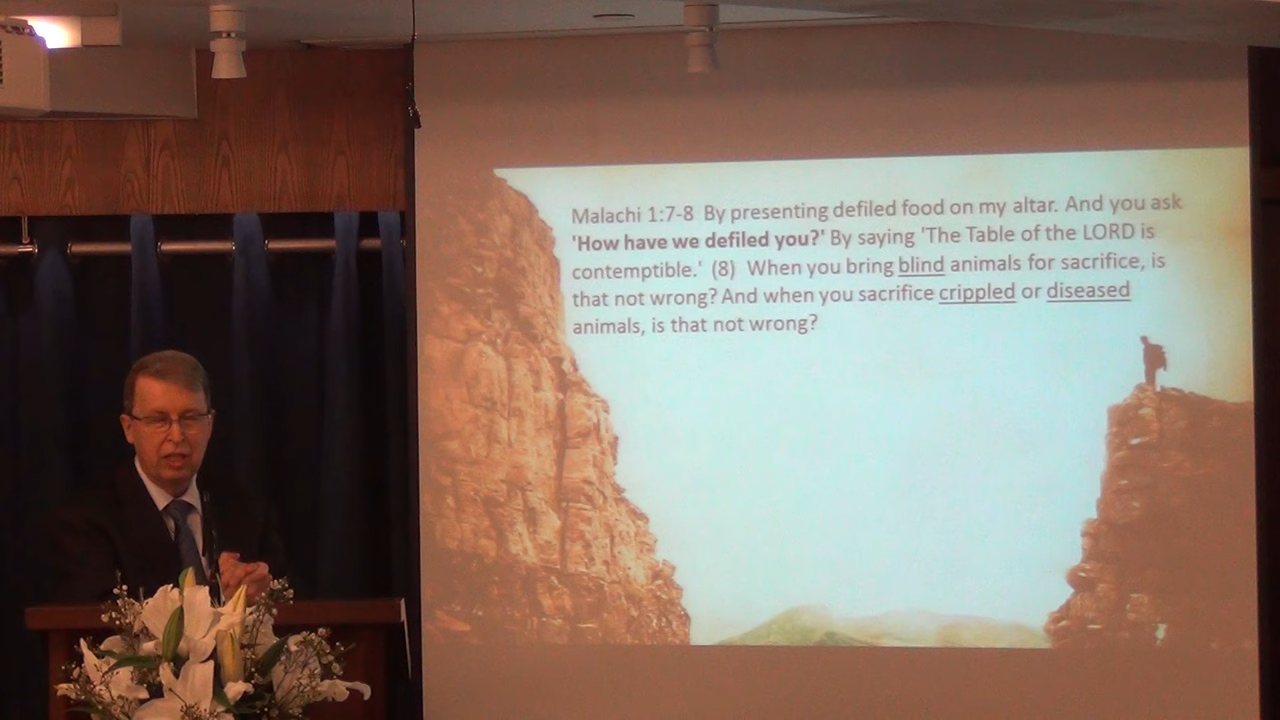 Malachi 1:7-8  By presenting defiled food on my altar. And you ask
'How have we defiled you?' By saying 'The Table of the LORD is
contemptible.'  (8)  When you bring blind animals for sacrifice, is
that not wrong? And when you sacrifice crippled or diseased
animals, is that not wrong?